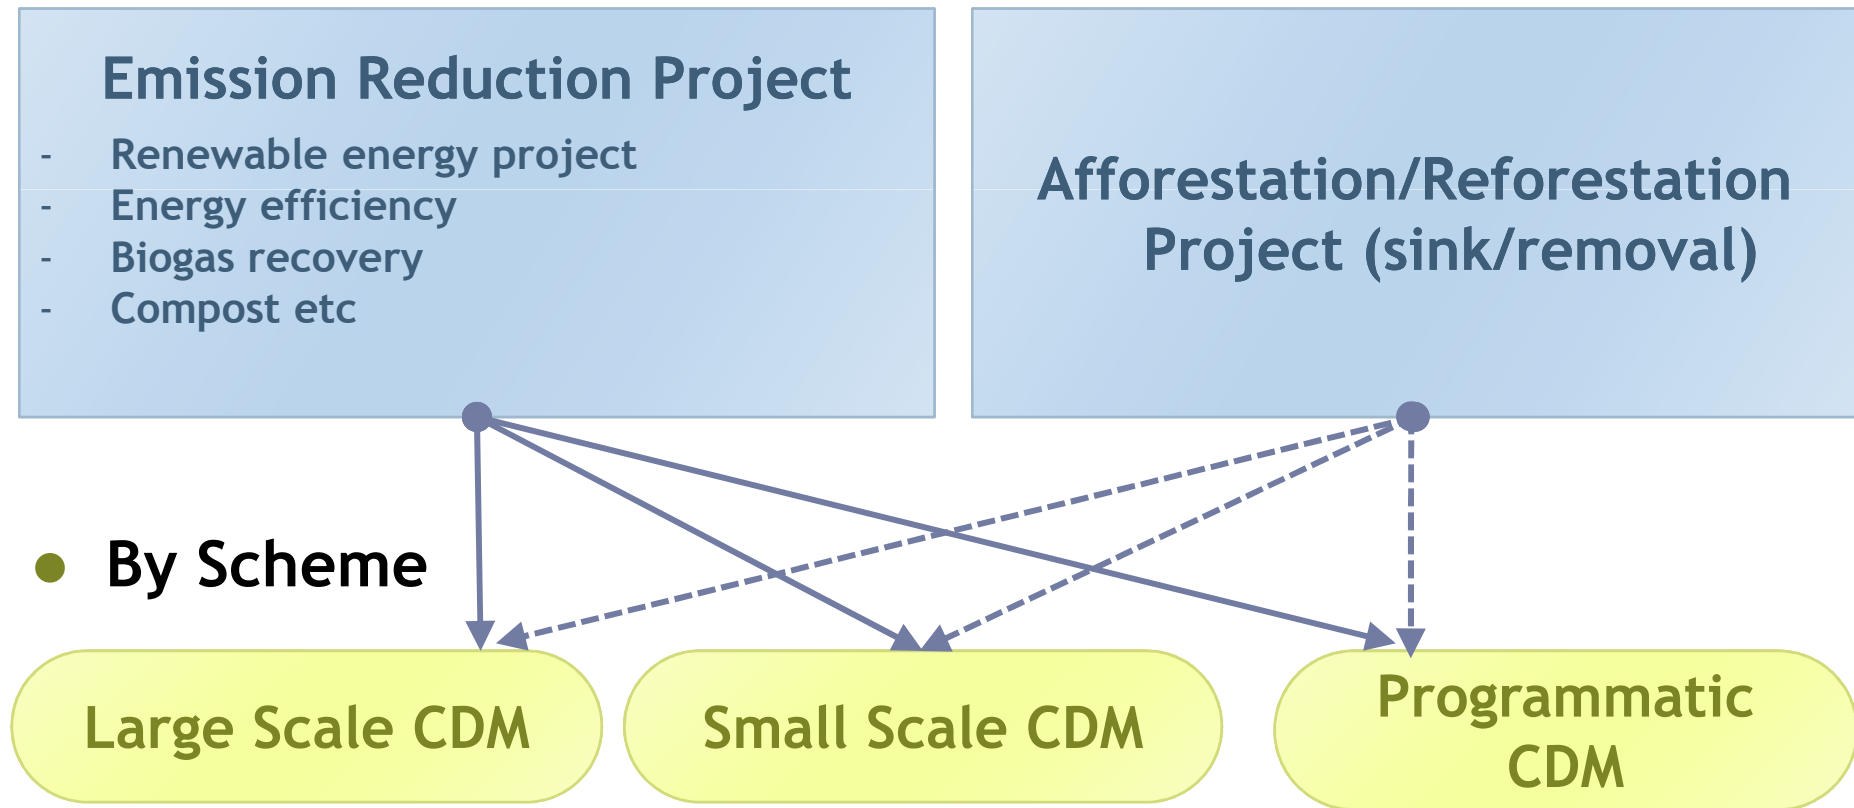 Emission Reduction Project
- Renewable energy project
- Energy efficiency
- Biogas recovery
- Compost etc
Afforestation/Reforestation
Project (sink/removal)
● By Scheme
Large Scale CDM
Small Scale CDM
Programmatic
CDM